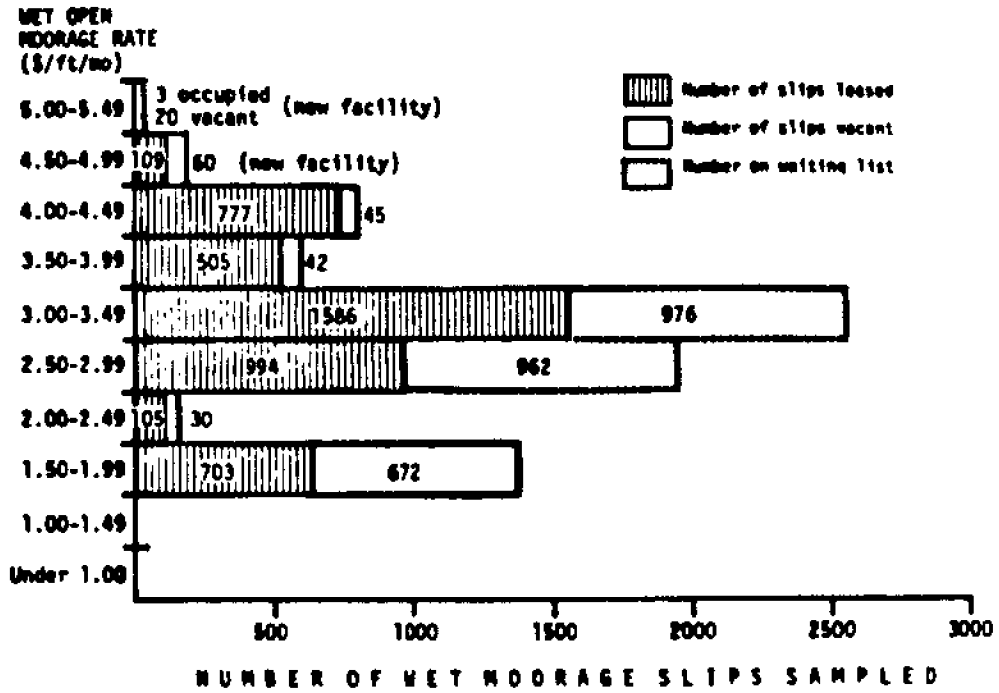 WET OPEN
MOORAGE RATE
($/ft/mo)
5.00-5.49
3 occupied
20 vacant
(new facility)
4.50-4.99
109
60 (new facility)
4.00-4.49
777
45
3.50-3.99
505
42
3.00-3.49
1586
976
2.50-2.99
994
962
2.00-2.49
105
30
1.50-1.99
703
672
1.00-1.49
Under 1.00
Number of slips leased
Number of slips vacant
Number on waiting list
500
1000
1500
2000
2500
3000
NUMBER OF WET MOORAGE SLIPS SAMPLED